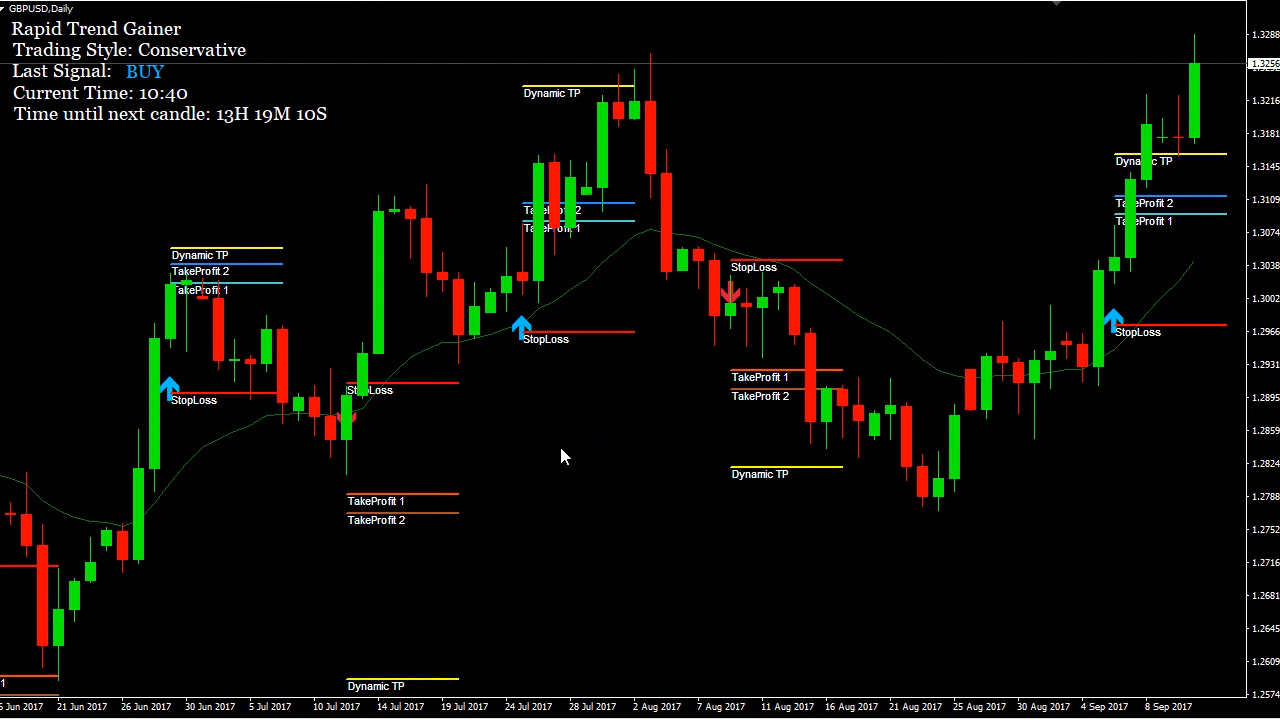 GBPUSD,Daily
Rapid Trend Gainer
Trading Style: Conservative
Last Signal: BUY
Current Time: 10:40
Time until next candle: 13H 19M 10S
Dynamic TP
TakeProfit 2
TakeProfit 1
StopLoss
StopLoss
TakeProfit 1
TakeProfit 2
Dynamic TP
Dynamic TP
TakeProfit 2
TakeProfit 1
StopLoss
StopLoss
TakeProfit 1
TakeProfit 2
Dynamic TP
Dynamic TP
TakeProfit 2
TakeProfit 1
StopLoss
1
1.3288
1.3256
1.3216
1.3181
1.3145
1.3109
1.3074
1.3038
1.3002
1.2966
1.2931
1.2895
1.2859
1.2824
1.2788
1.2752
1.2716
1.2681
1.2645
1.2609
1.2574
Jun 2017 21 Jun 2017 26 Jun 2017 30 Jun 2017 5 Jul 2017 10 Jul 2017 14 Jul 2017 19 Jul 2017 24 Jul 2017 28 Jul 2017 2 Aug 2017 7 Aug 2017 11 Aug 2017 16 Aug 2017 21 Aug 2017 25 Aug 2017 30 Aug 2017 4 Sep 2017 8 Sep 2017